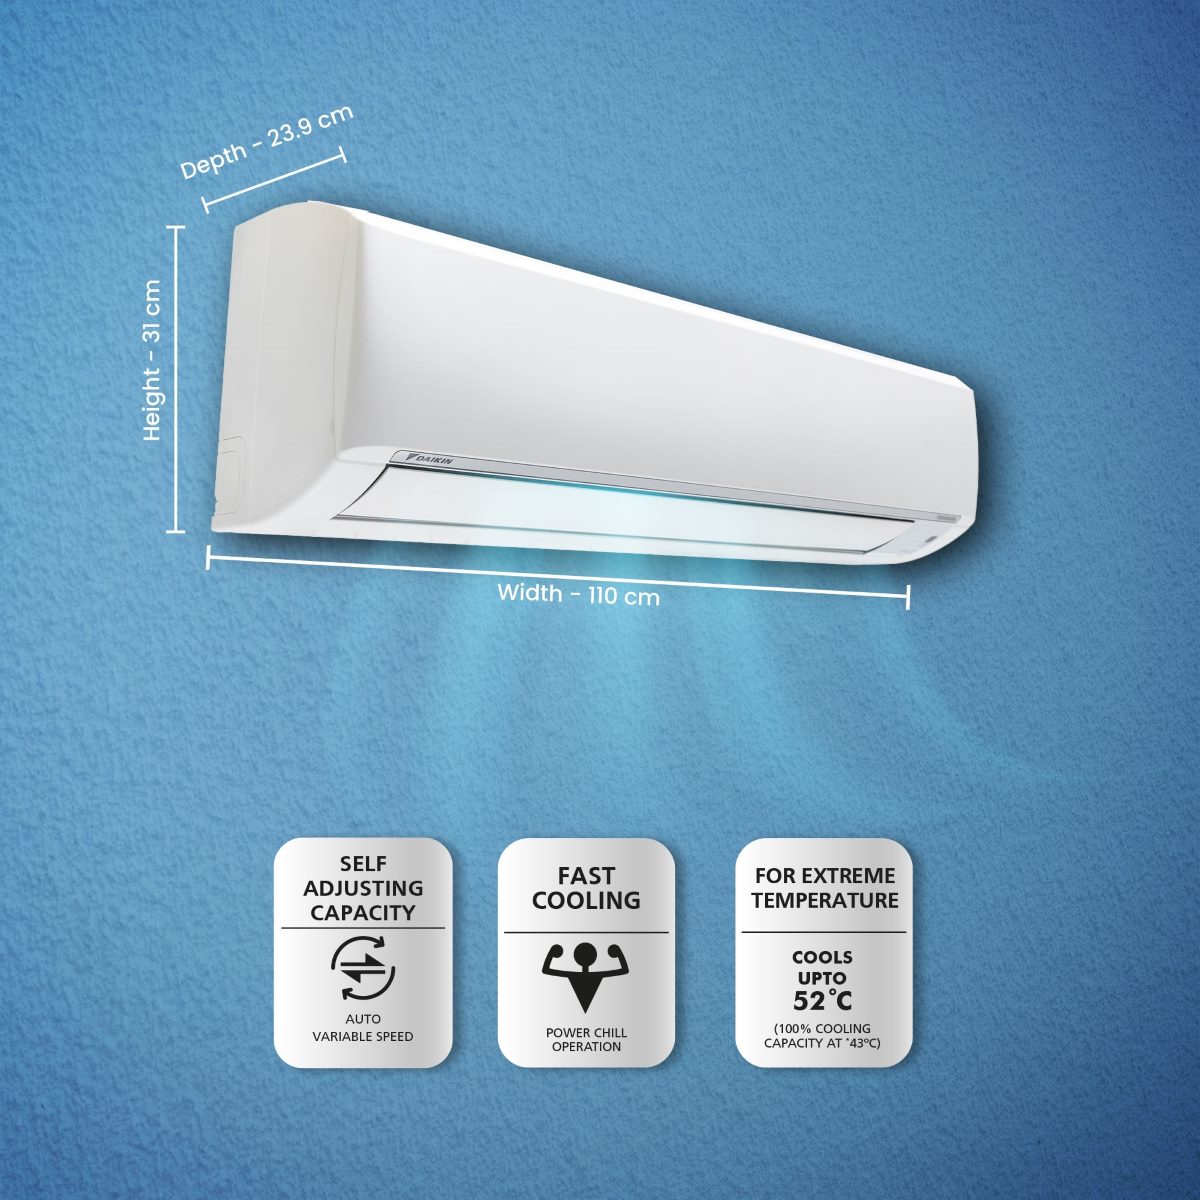 Depth - 23.9 cm
Height - 31 cm
DAIKIN
Width - 110 cm
SELF
ADJUSTING
CAPACITY
AUTO
VARIABLE SPEED
FAST
COOLING
POWER CHILL
OPERATION
FOR EXTREME
TEMPERATURE
COOLS
UPTO
52°C
(100% COOLING
CAPACITY AT *43ºC)